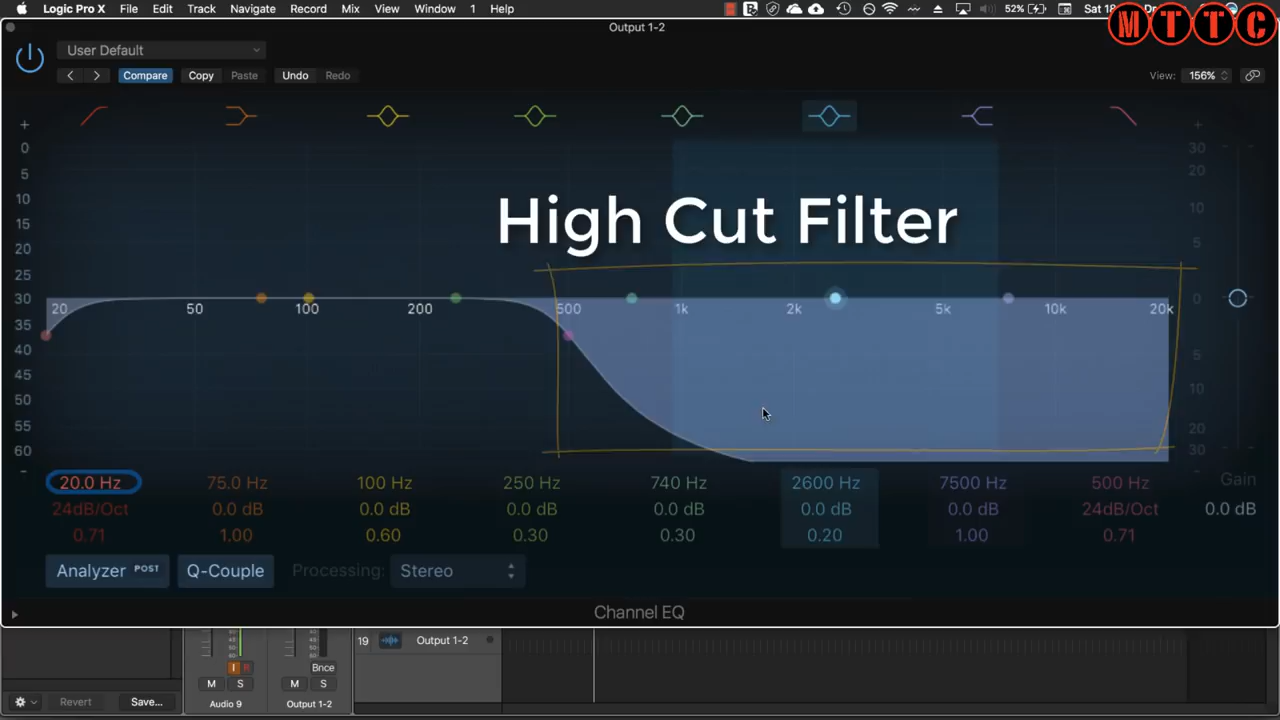 Logic Pro X File Edit Track Navigate Record Mix View Window 1 Help 52% Sat 18
MTTC
Output 1-2
User Default
Compare Copy Paste Undo Redo View: 156%
+ +
0 30
5 20
10 10
15
High Cut Filter
20 5
25
30 20 50 100 200 500 1k 2k 5k 10k 20k 0
35
40 5
45 10
50
55 20
60 30
- -
20.0 Hz 75.0 Hz 100 Hz 250 Hz 740 Hz 2600 Hz 7500 Hz 500 Hz Gain
24dB/Oct 0.0 dB 0.0 dB 0.0 dB 0.0 dB 0.0 dB 0.0 dB 24dB/Oct 0.0 dB
0.71 1.00 0.60 0.30 0.30 0.20 1.00 0.71
Analyzer POST Q-Couple Processing: Stereo
Channel EQ
19 Output 1-2
I R Bnce
M S M S
Revert Save... Audio 9 Output 1-2